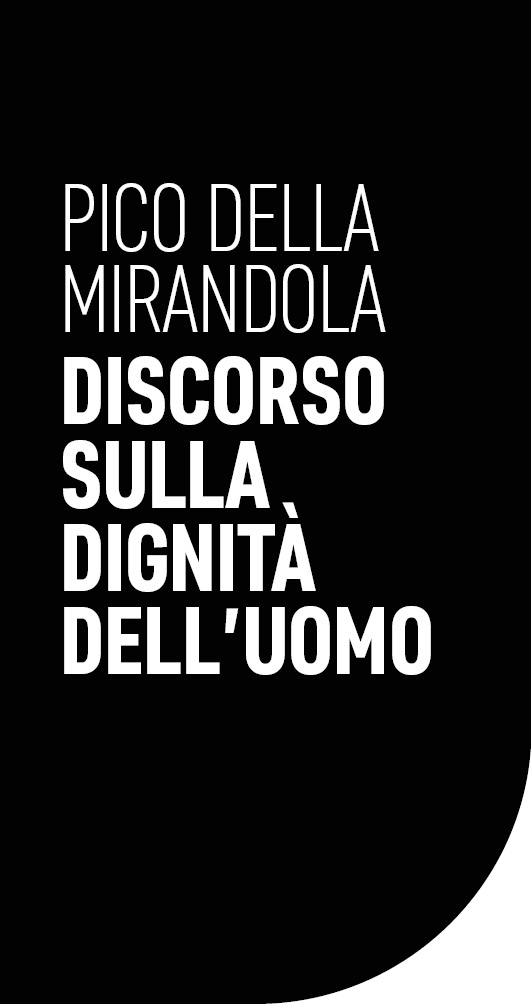 PICO DELLA
MIRANDOLA
DISCORSO
SULLA
DIGNITÀ
DELL'UOMO